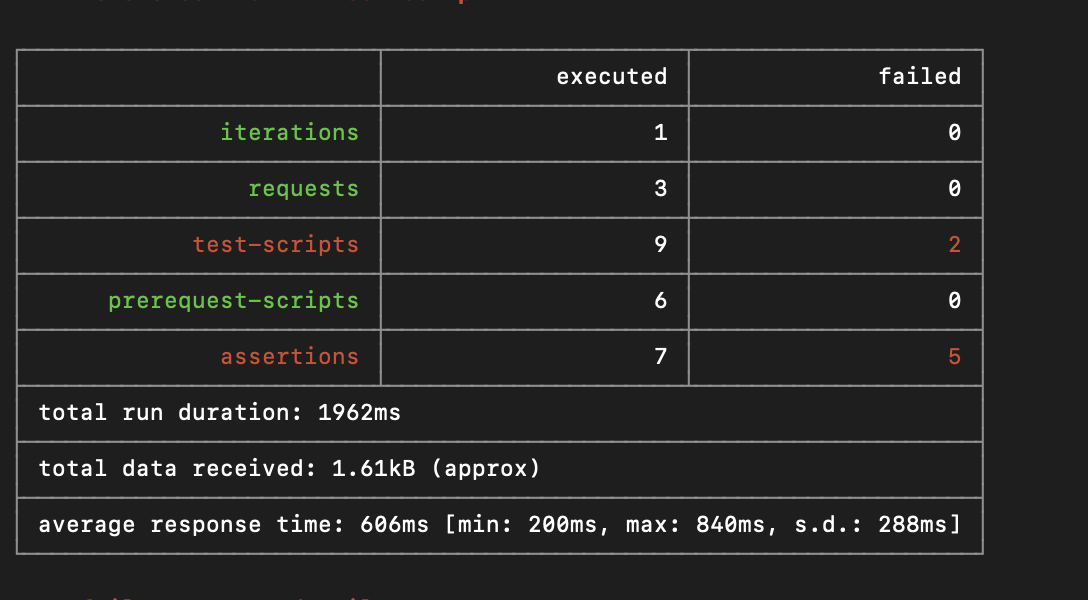 executed failed
iterations 1 0
requests 3 0
test-scripts 9 2
prerequest-scripts 6 0
assertions 7 5
total run duration: 1962ms
total data received: 1.61kB (approx)
average response time: 606ms [min: 200ms, max: 840ms, s.d.: 288ms]